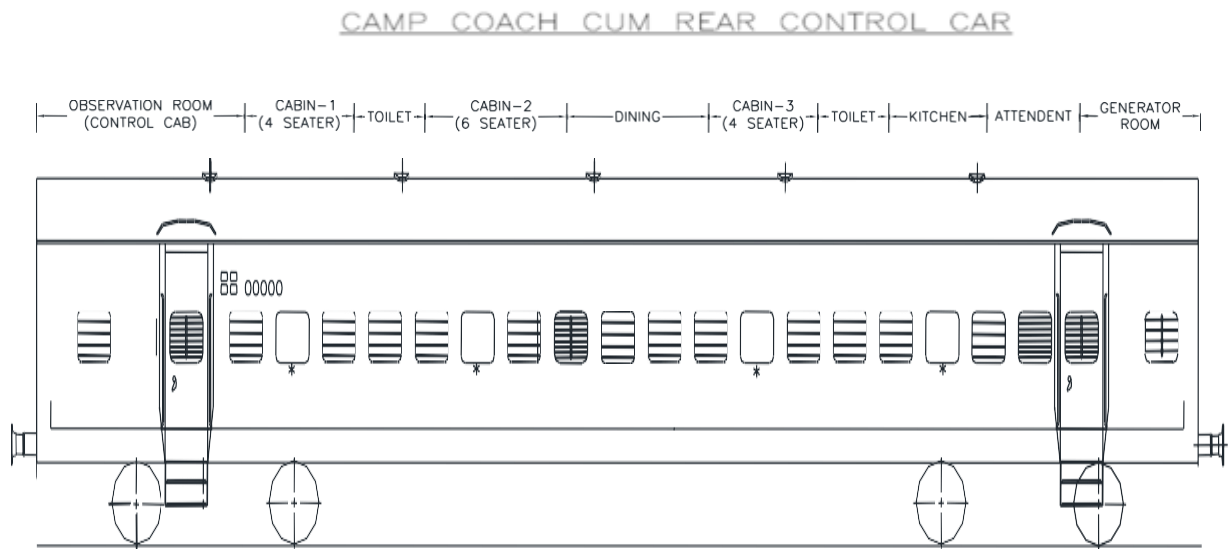 CAMP COACH CUM REAR CONTROL CAR
OBSERVATION ROOM
(CONTROL CAB)
CABIN-1
(4 SEATER)
TOILET
CABIN-2
(6 SEATER)
DINING
CABIN-3
(4 SEATER)
TOILET
KITCHEN
ATTENDENT
GENERATOR
ROOM